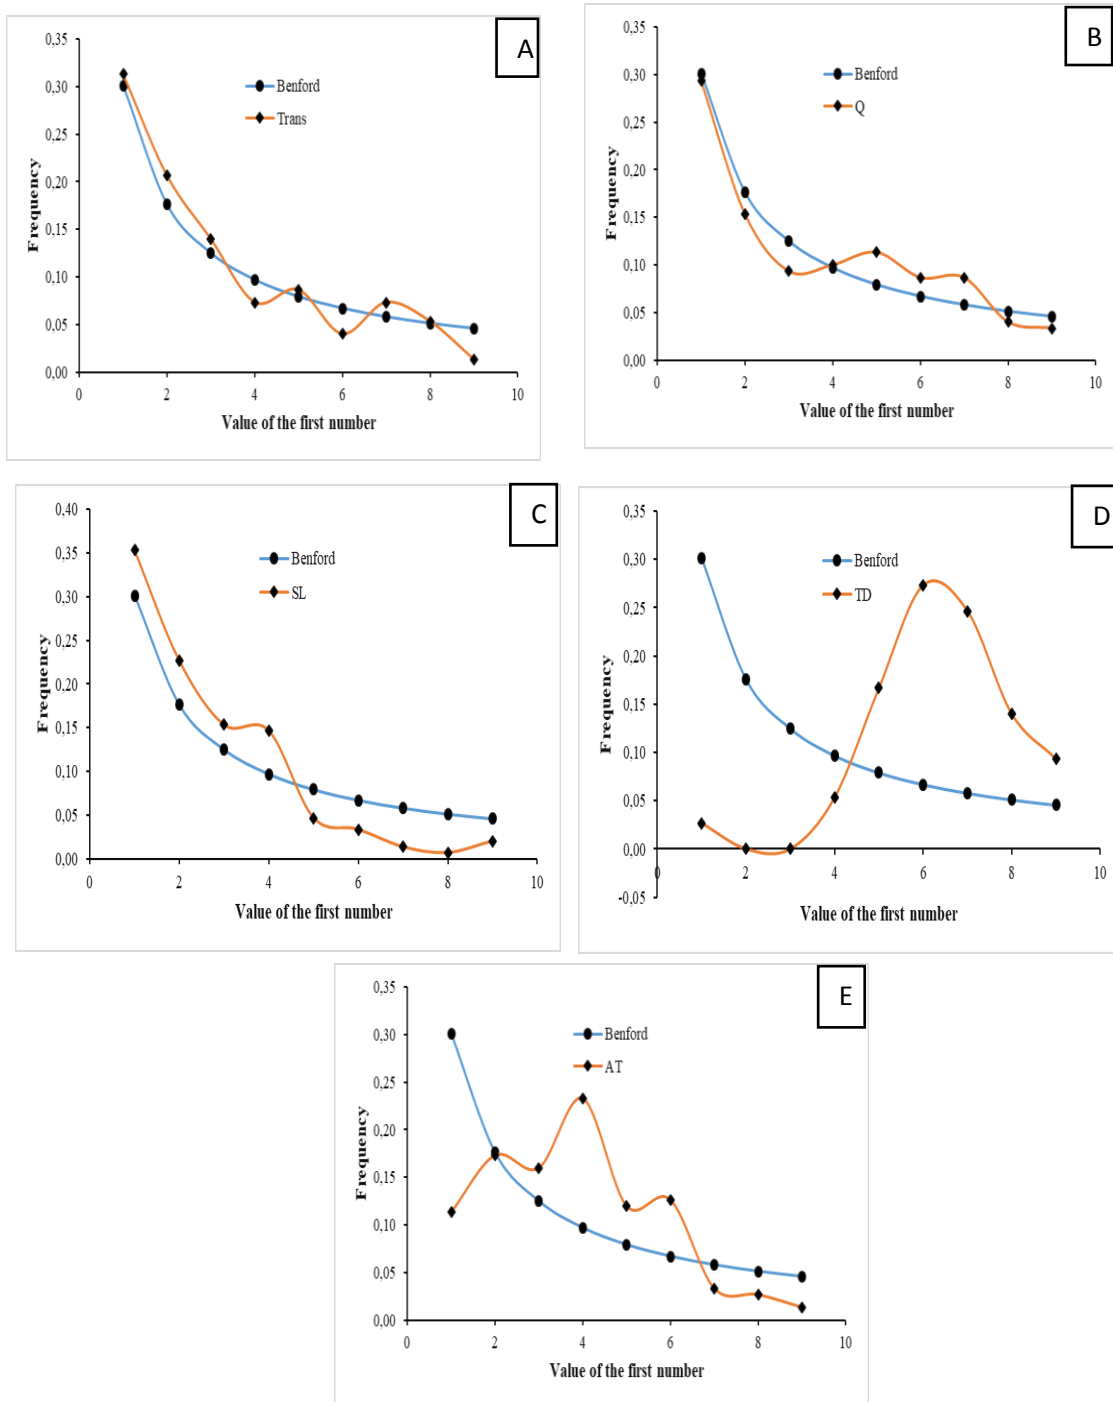 A
0,35
0,30
0,25
0,20
0,15
0,10
0,05
0,00
Frequency
Benford
Trans
0 2 4 6 8 10
Value of the first number
B
0,35
0,30
0,25
0,20
0,15
0,10
0,05
0,00
Frequency
Benford
Q
0 2 4 6 8 10
Value of the first number
C
0,40
0,35
0,30
0,25
0,20
0,15
0,10
0,05
0,00
Frequency
Benford
SL
0 2 4 6 8 10
Value of the first number
D
0,35
0,30
0,25
0,20
0,15
0,10
0,05
0,00
-0,05
Frequency
Benford
TD
0 2 4 6 8 10
Value of the first number
E
0,35
0,30
0,25
0,20
0,15
0,10
0,05
0,00
Frequency
Benford
AT
0 2 4 6 8 10
Value of the first number